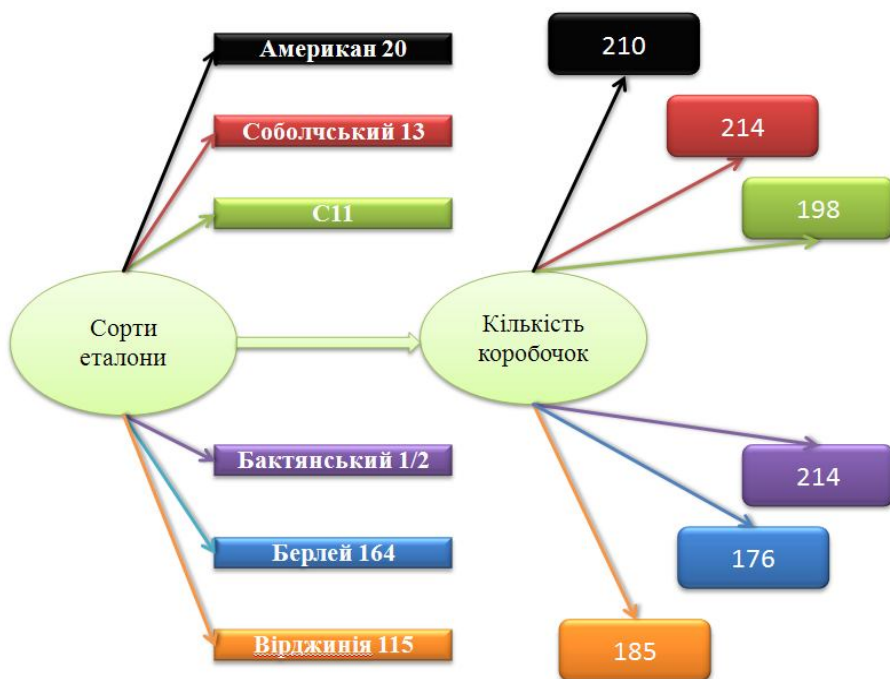 Американ 20
Соболчський 13
С11
Сорти
еталони
Бактянський 1/2
Берлей 164
Вірджинія 115
210
214
198
Кількість
коробочок
214
176
185